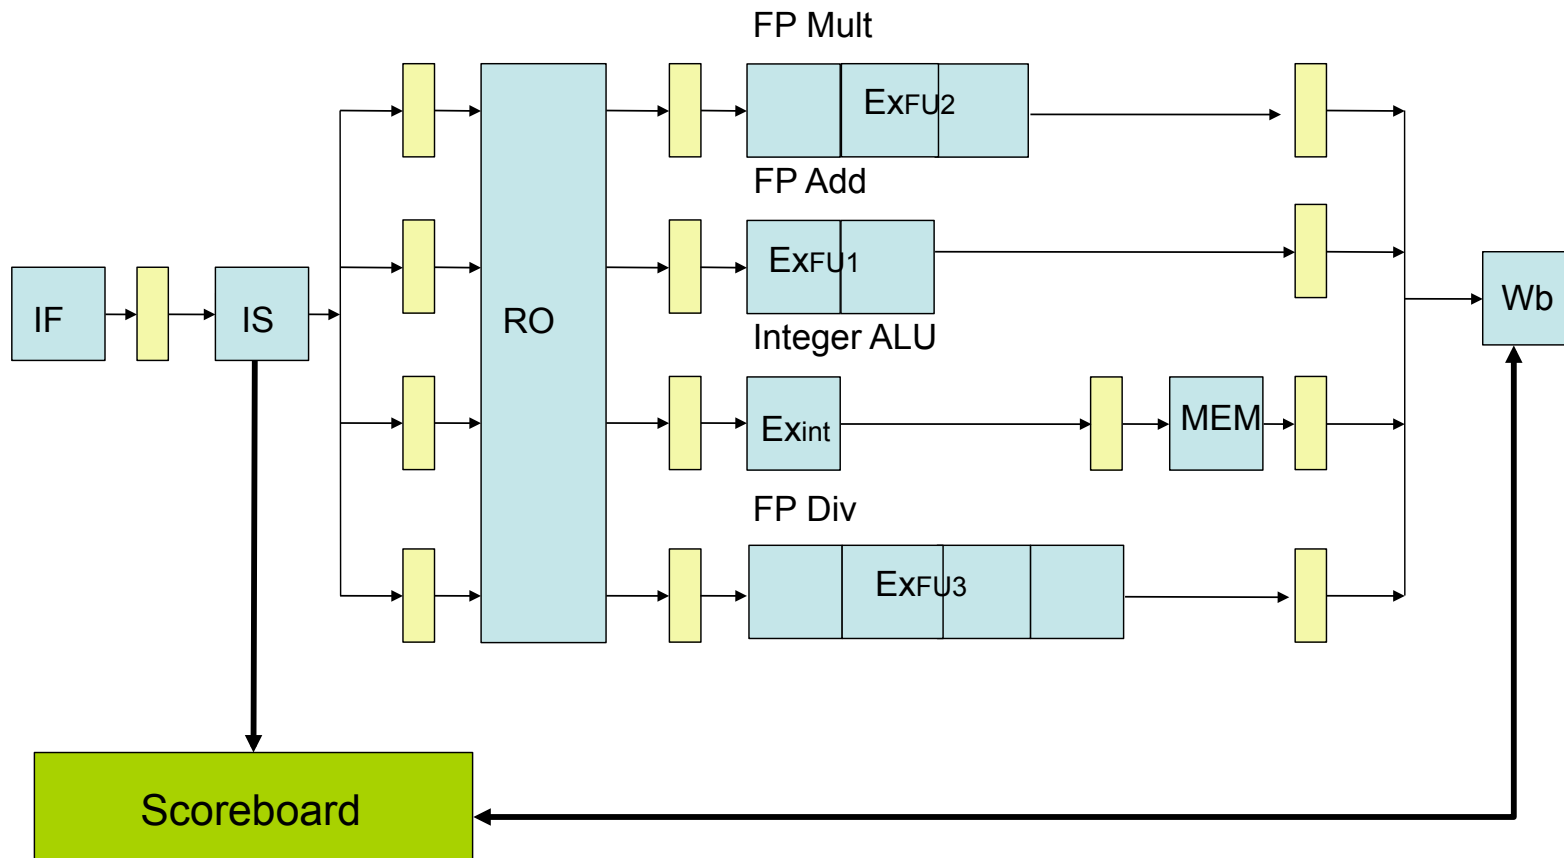 FP Mult
ExFU2
FP Add
ExFU1
IF
IS
RO
Wb
Integer ALU
Exint
MEM
FP Div
ExFU3
Scoreboard